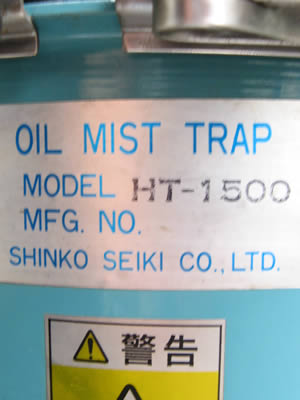 OIL MIST TRAP
MODEL HT-1500
MFG. NO.
SHINKO SEIKI CO., LTD.
警告